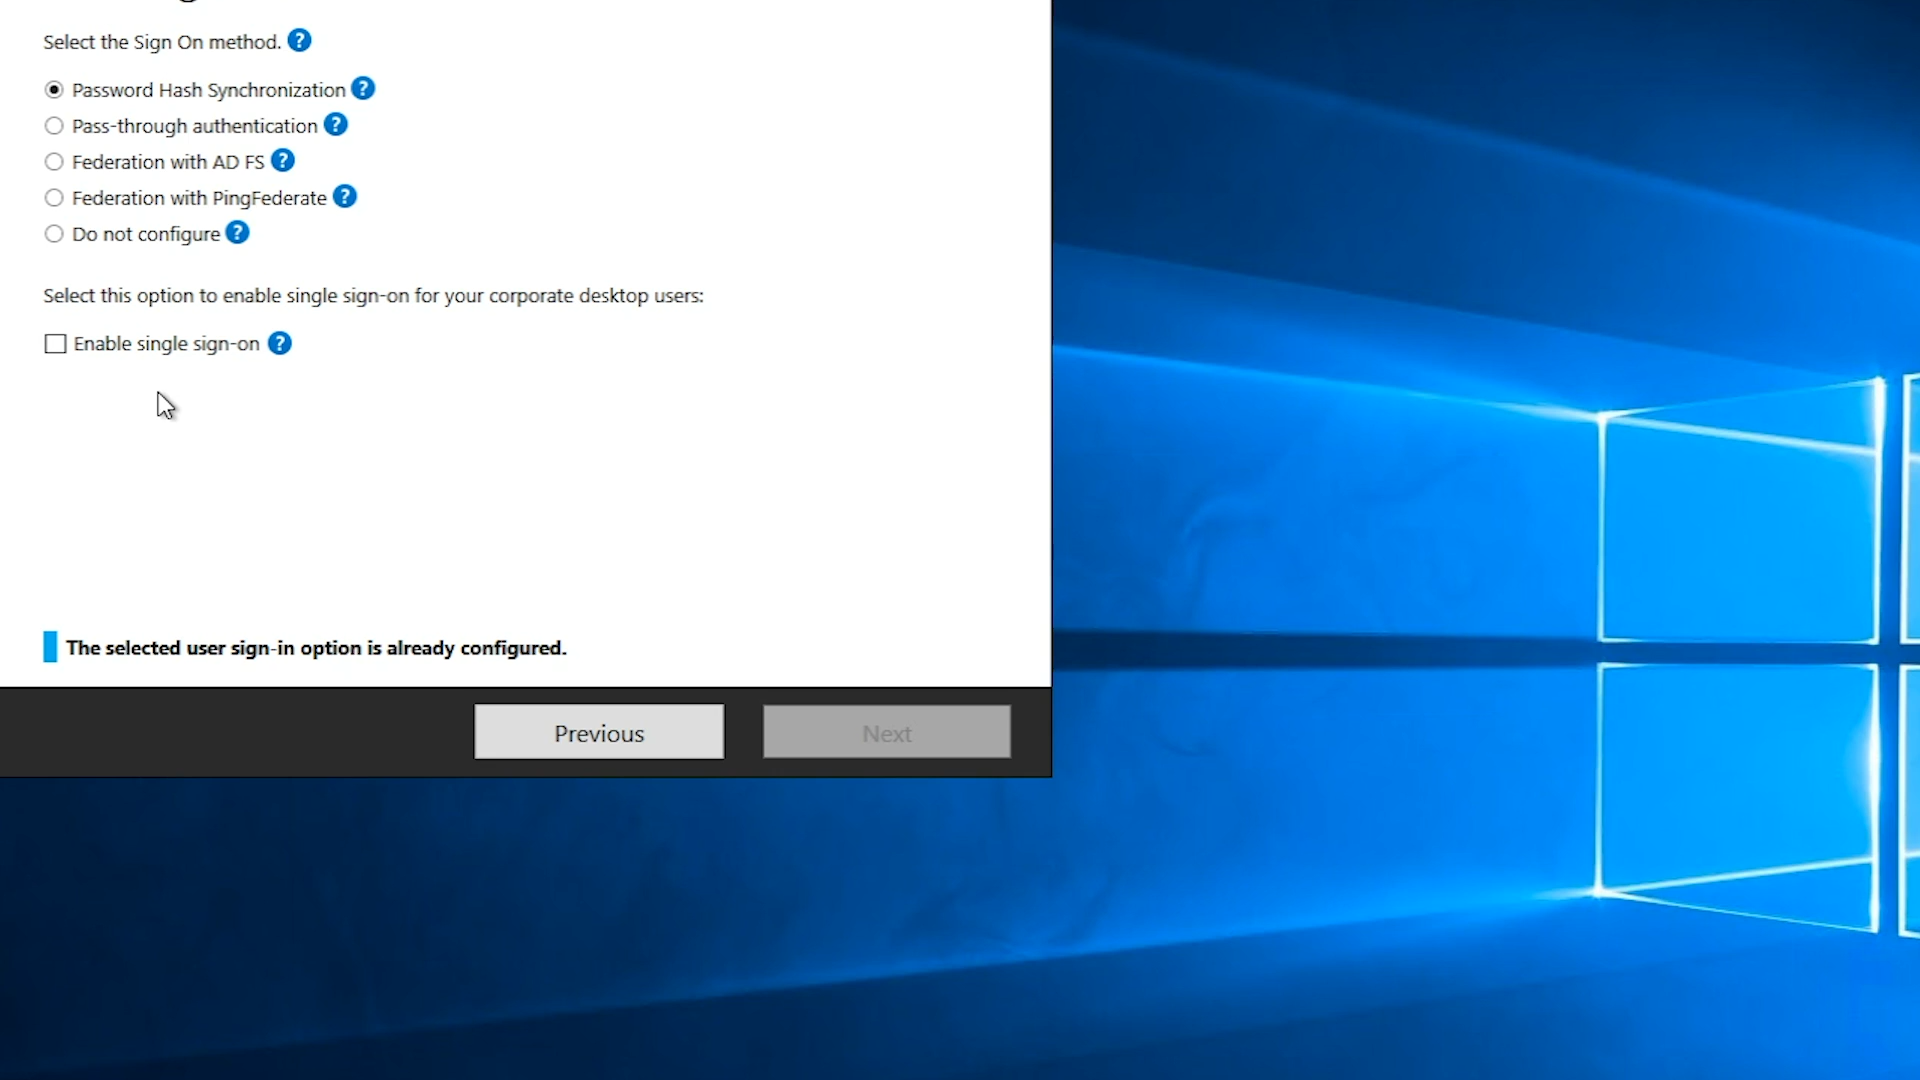 Select the Sign On method. ?
Password Hash Synchronization ?
Pass-through authentication ?
Federation with AD FS ?
Federation with PingFederate ?
Do not configure ?
Select this option to enable single sign-on for your corporate desktop users:
Enable single sign-on ?
The selected user sign-in option is already configured.
Previous
Next